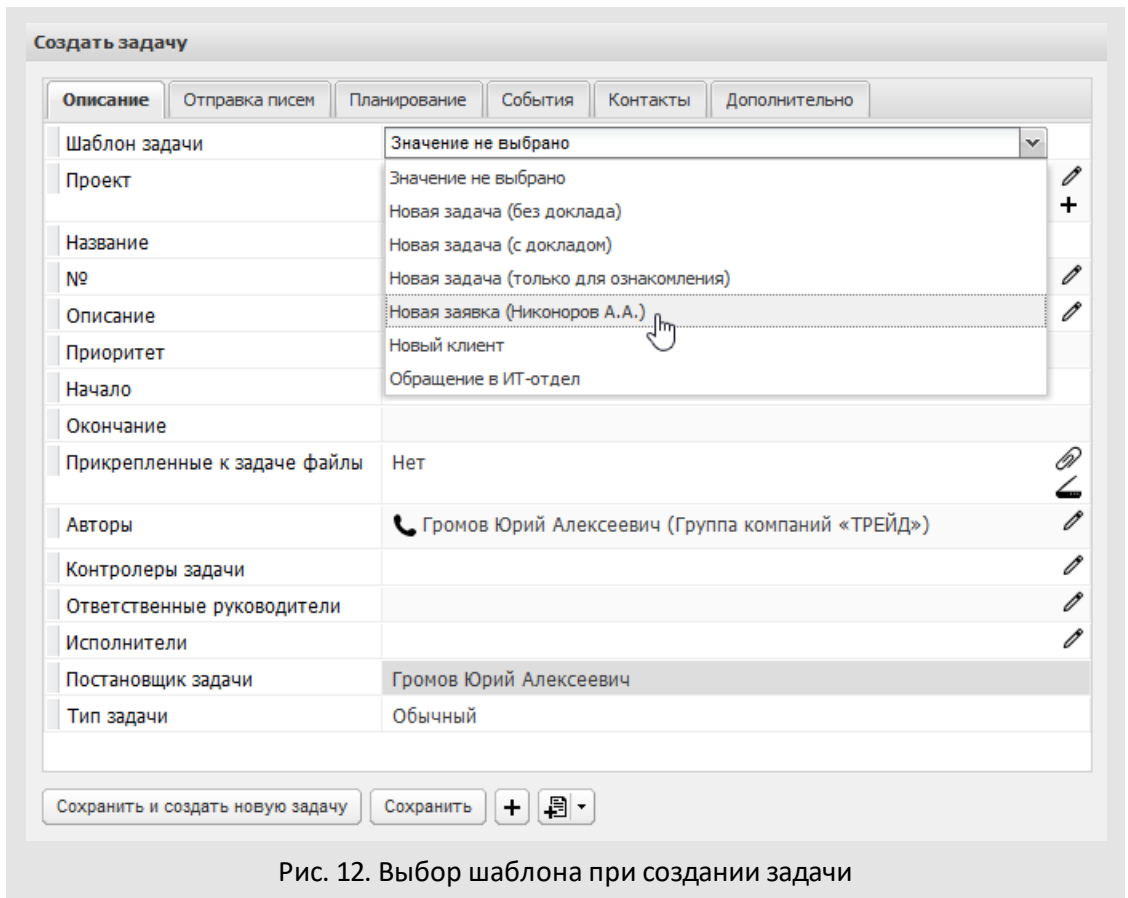 Создать задачу
Описание Отправка писем Планирование События Контакты Дополнительно
Шаблон задачи Значение не выбрано
Проект Значение не выбрано
Новая задача (без доклада)
Название Новая задача (с докладом)
№ Новая задача (только для ознакомления)
Описание Новая заявка (Никоноров А.А.)
Приоритет Новый клиент
Начало Обращение в ИТ-отдел
Окончание
Прикрепленные к задаче файлы Нет
Авторы Громов Юрий Алексеевич (Группа компаний «ТРЕЙД»)
Контролеры задачи
Ответственные руководители
Исполнители
Постановщик задачи Громов Юрий Алексеевич
Тип задачи Обычный
Сохранить и создать новую задачу Сохранить
Рис. 12. Выбор шаблона при создании задачи